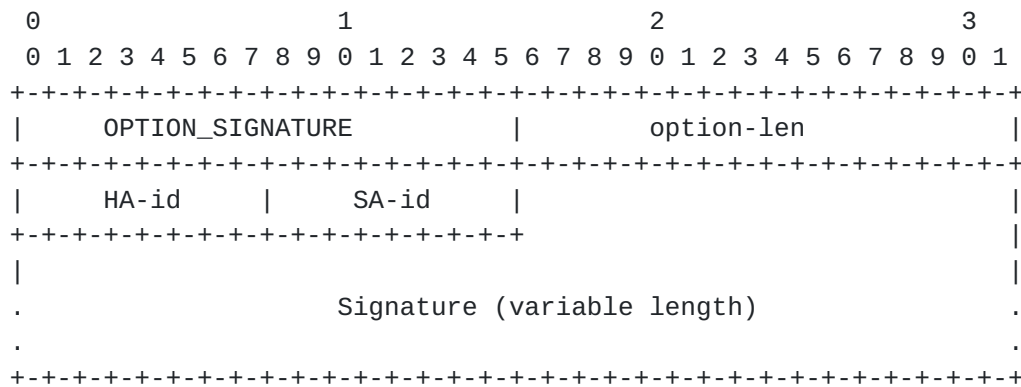 0                   1                   2                   3
 0 1 2 3 4 5 6 7 8 9 0 1 2 3 4 5 6 7 8 9 0 1 2 3 4 5 6 7 8 9 0 1
+-+-+-+-+-+-+-+-+-+-+-+-+-+-+-+-+-+-+-+-+-+-+-+-+-+-+-+-+-+-+-+-+
|     OPTION_SIGNATURE          |        option-len             |
+-+-+-+-+-+-+-+-+-+-+-+-+-+-+-+-+-+-+-+-+-+-+-+-+-+-+-+-+-+-+-+-+
|     HA-id     |     SA-id     |                               |
+-+-+-+-+-+-+-+-+-+-+-+-+-+-+-+-+                               |
|                                                               |
.                    Signature (variable length)                .
.                                                               .
+-+-+-+-+-+-+-+-+-+-+-+-+-+-+-+-+-+-+-+-+-+-+-+-+-+-+-+-+-+-+-+-+